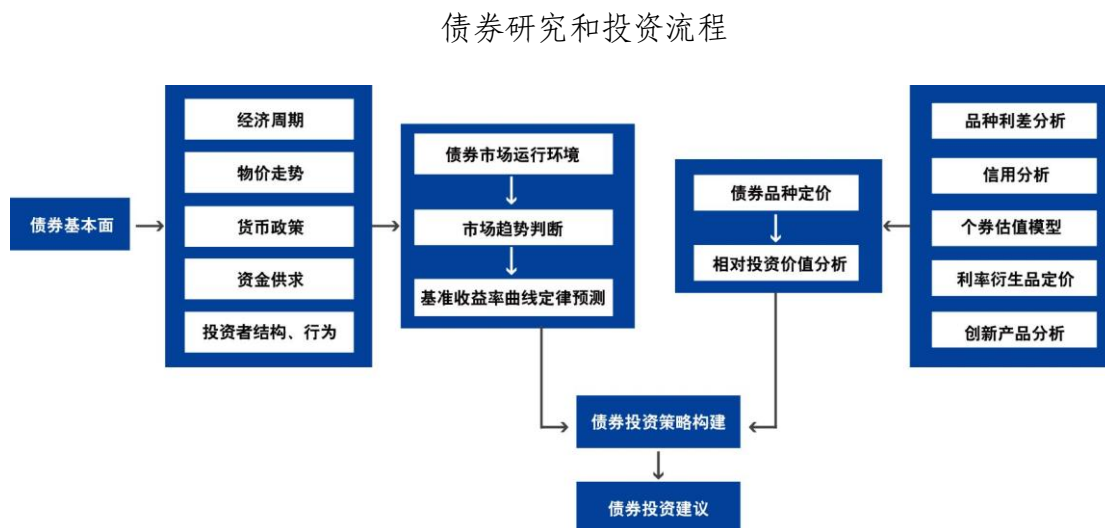 债券研究和投资流程
债券基本面
经济周期
物价走势
货币政策
资金供求
投资者结构、行为
债券市场运行环境
市场趋势判断
基准收益率曲线定律预测
债券品种定价
相对投资价值分析
品种利差分析
信用分析
个券估值模型
利率衍生品定价
创新产品分析
债券投资策略构建
债券投资建议